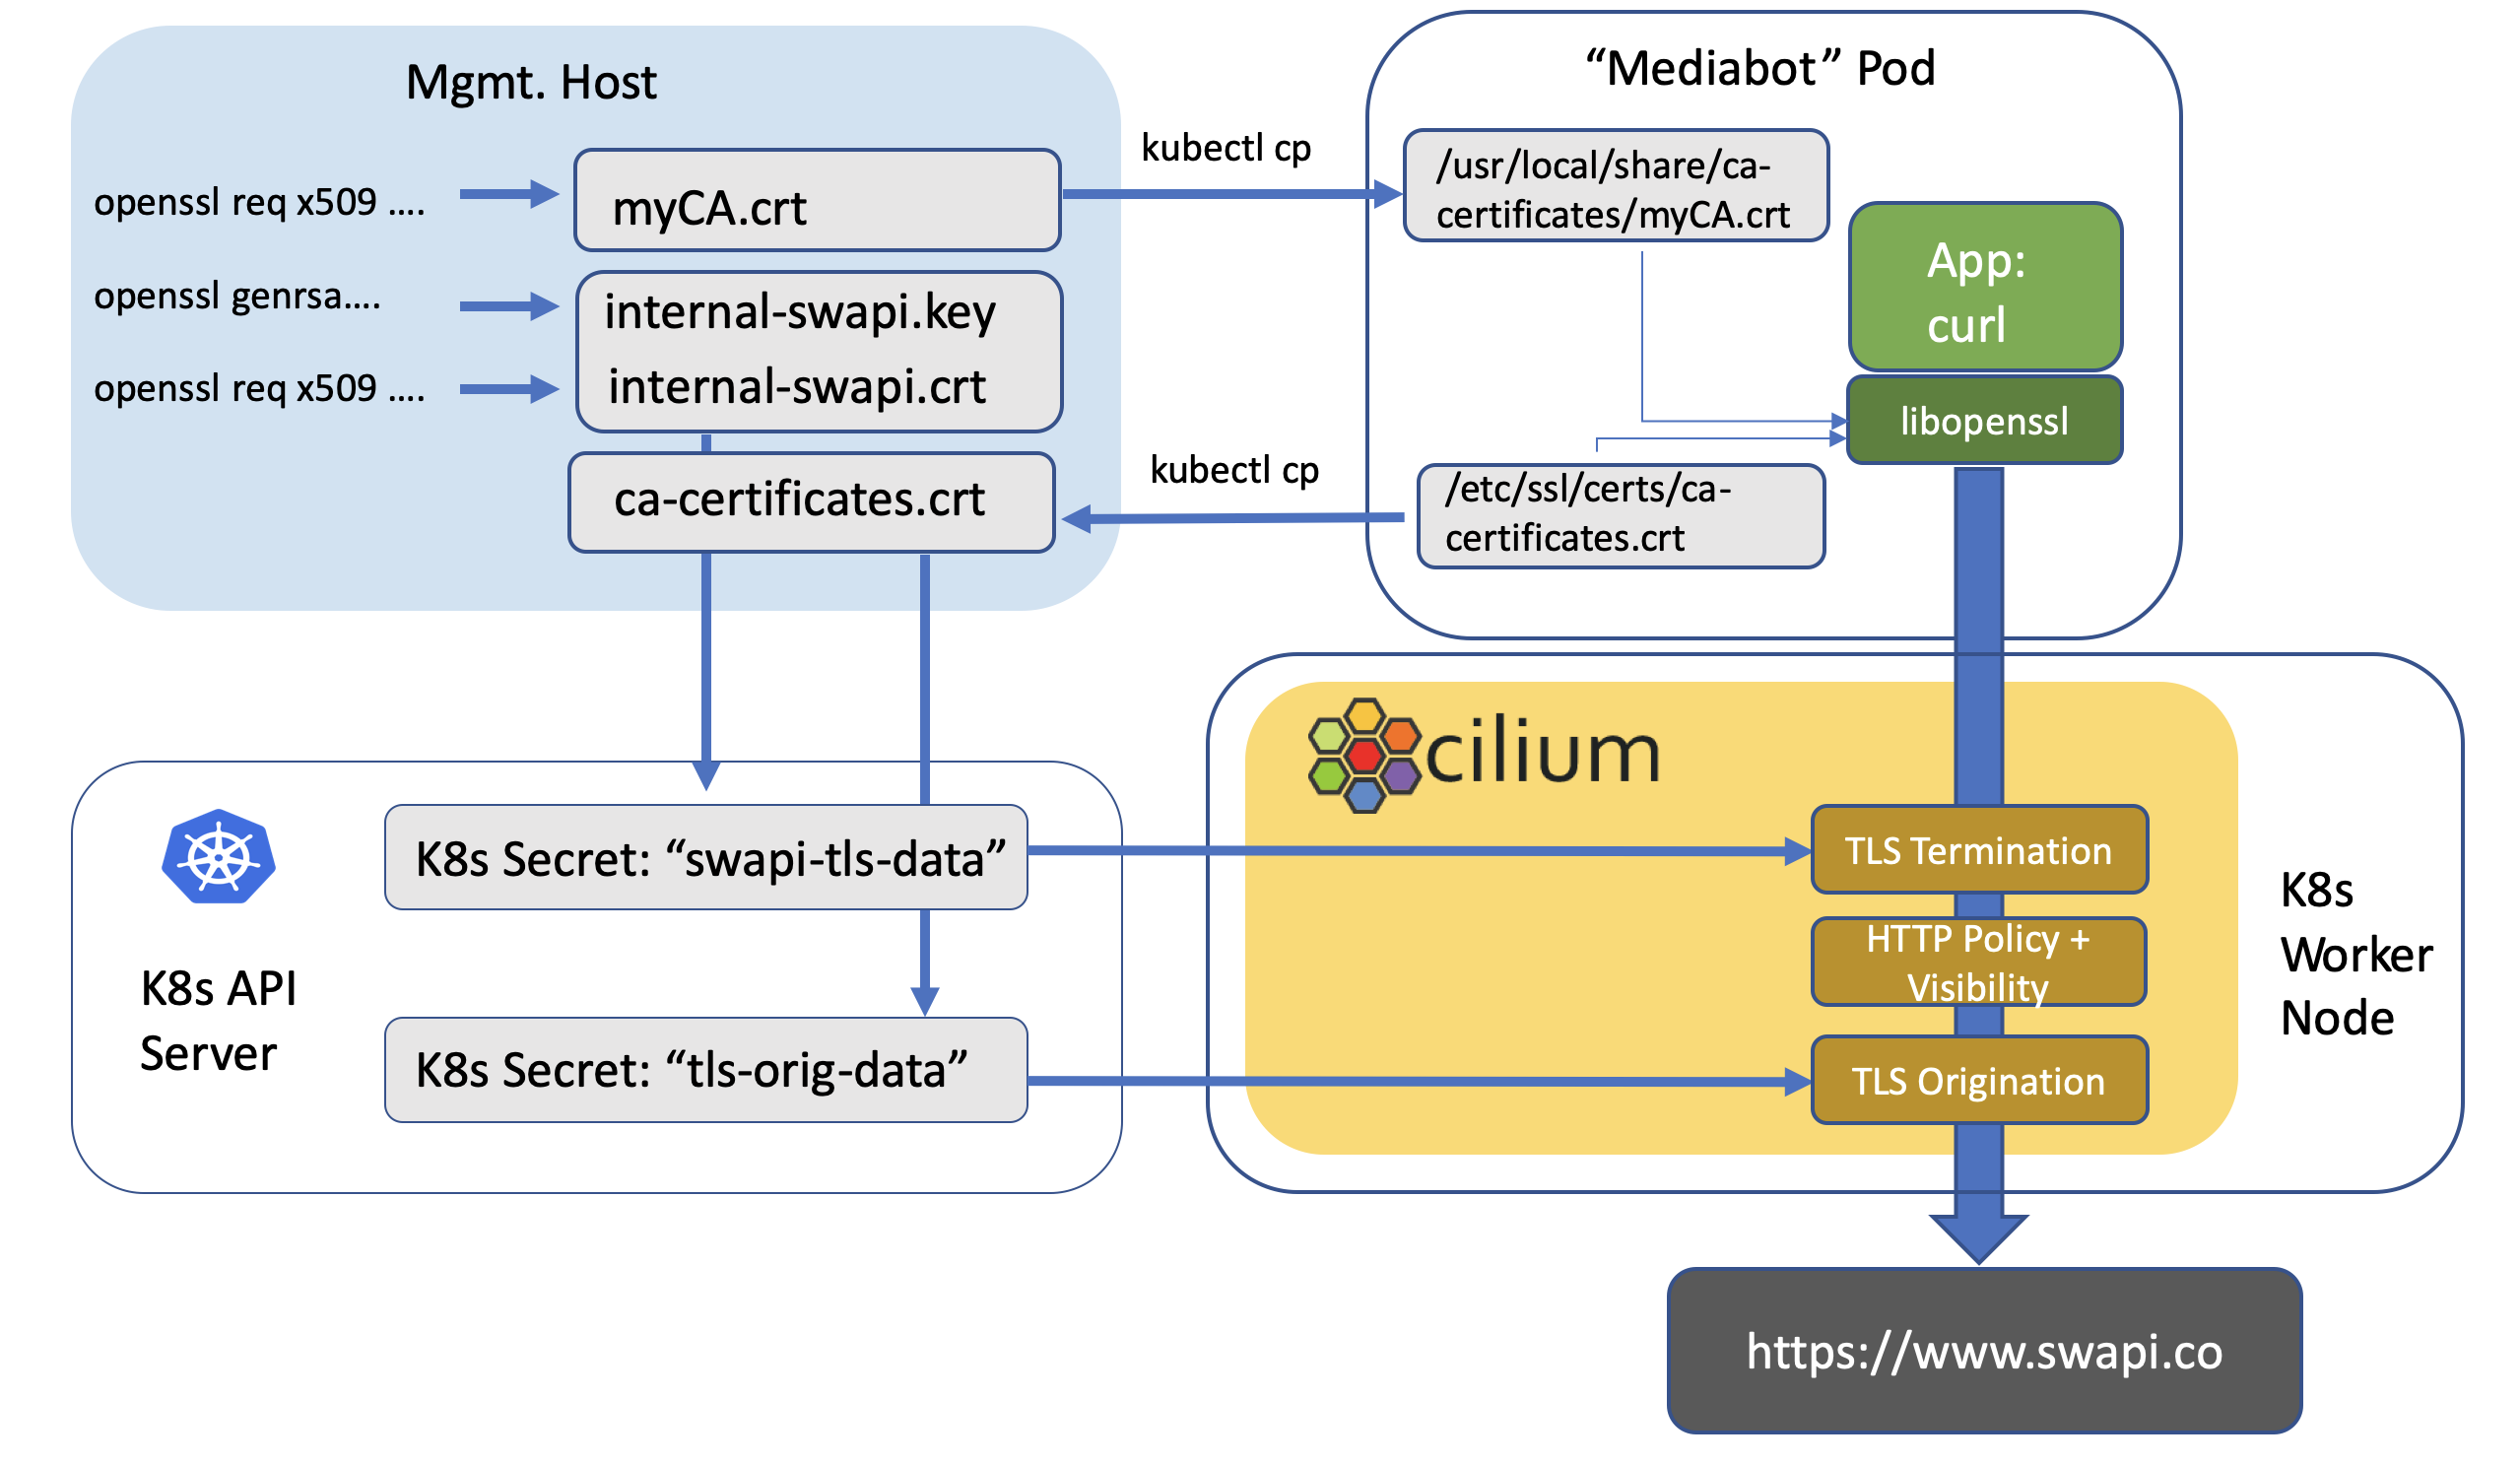 Mgmt. Host
openssl req x509 ....
myCA.crt
openssl genrsa....
internal-swapi.key
openssl req x509 ....
internal-swapi.crt
ca-certificates.crt
kubectl cp
kubectl cp
“Mediabot” Pod
/usr/local/share/ca-
certificates/myCA.crt
App:
curl
libopenssl
/etc/ssl/certs/ca-
certificates.crt
K8s API
Server
K8s Secret: “swapi-tls-data”
K8s Secret: “tls-orig-data”
cilium
TLS Termination
HTTP Policy +
Visibility
TLS Origination
K8s
Worker
Node
https://www.swapi.co